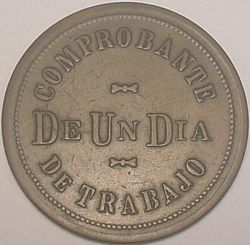 COMPROBANTE
DE UN DIA
DE TRABAJO